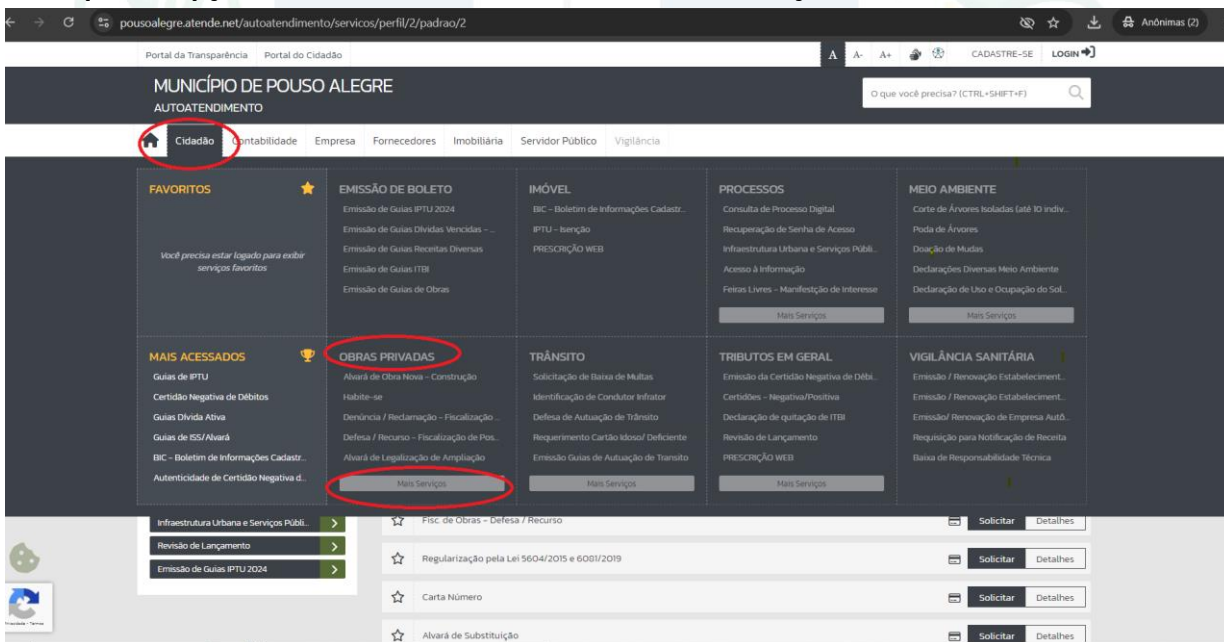 pousoalegre.atende.net/autoatendimento/servicos/perfil/2/padrao/2
Anônimas (2)
Portal da Transparência Portal do Cidadão
A A- A+ CADASTRE-SE LOGIN
MUNICÍPIO DE POUSO ALEGRE
AUTOATENDIMENTO
O que você precisa? (CTRL+SHIFT+F)
Cidadão Contabilidade Empresa Fornecedores Imobiliária Servidor Público Vigilância
FAVORITOS
Você precisa estar logado para exibir
serviços favoritos
EMISSÃO DE BOLETO
Emissão de Guias IPTU 2024
Emissão de Guias Dívidas Vencidas - ...
Emissão de Guias Receitas Diversas
Emissão de Guias ITBI
Emissão de Guias de Obras
IMÓVEL
BIC - Boletim de Informações Cadastr...
IPTU - Isenção
PRESCRIÇÃO WEB
PROCESSOS
Consulta de Processo Digital
Recuperação de Senha de Acesso
Infraestrutura Urbana e Serviços Públi...
Acesso à Informação
Feiras Livres - Manifestção de Interesse
Mais Serviços
MEIO AMBIENTE
Corte de Árvores Isoladas (até 10 indiv...
Poda de Árvores
Doação de Mudas
Declarações Diversas Meio Ambiente
Declaração de Uso e Ocupação do Sol...
Mais Serviços
MAIS ACESSADOS
Guias de IPTU
Certidão Negativa de Débitos
Guias Dívida Ativa
Guias de ISS/Alvará
BIC - Boletim de Informações Cadastr...
Autenticidade de Certidão Negativa d...
OBRAS PRIVADAS
Alvará de Obra Nova - Construção
Habite-se
Denúncia / Reclamação - Fiscalização ...
Defesa / Recurso - Fiscalização de Pos...
Alvará de Legalização de Ampliação
Mais Serviços
TRÂNSITO
Solicitação de Baixa de Multas
Identificação de Condutor Infrator
Defesa de Autuação de Trânsito
Requerimento Cartão Idoso/ Deficiente
Emissão Guias de Autuação de Transito
Mais Serviços
TRIBUTOS EM GERAL
Emissão da Certidão Negativa de Débi...
Certidões - Negativa/Positiva
Declaração de quitação de ITBI
Revisão de Lançamento
PRESCRIÇÃO WEB
Mais Serviços
VIGILÂNCIA SANITÁRIA
Emissão / Renovação Estabeleciment...
Emissão / Renovação Estabeleciment...
Emissão/ Renovação de Empresa Autô...
Requisição para Notificação de Receita
Baixa de Responsabilidade Técnica
Infraestrutura Urbana e Serviços Públi...
Revisão de Lançamento
Emissão de Guias IPTU 2024
Fisc. de Obras - Defesa / Recurso Solicitar Detalhes
Regularização pela Lei 5604/2015 e 6081/2019 Solicitar Detalhes
Carta Número Solicitar Detalhes
Alvará de Substituição Solicitar Detalhes